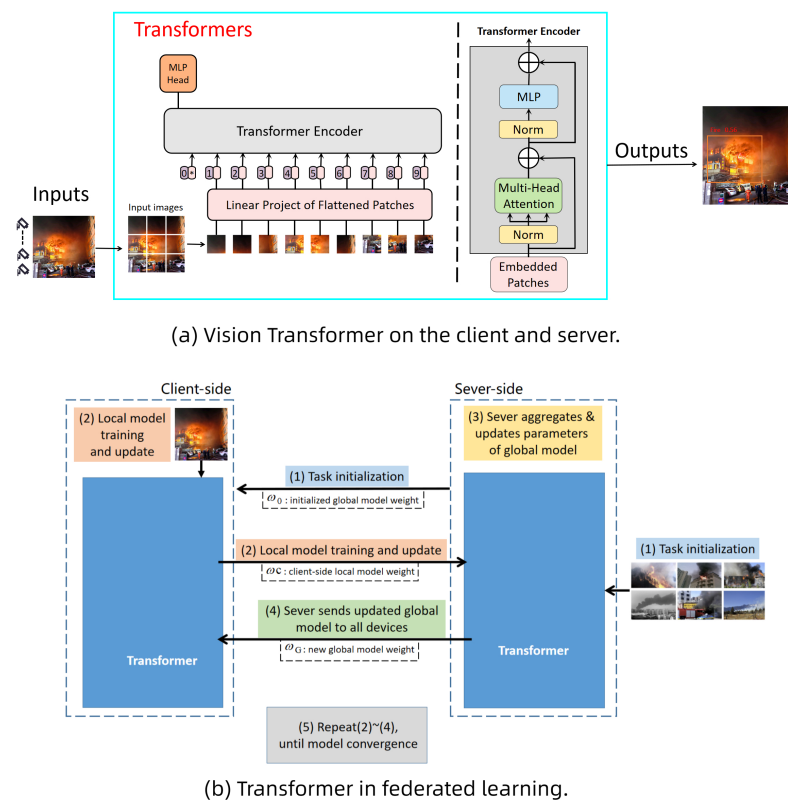 Transformers
MLP
Head
Transformer Encoder
0 *
1
2
3
4
5
6
7
8
9
Linear Project of Flattened Patches
Inputs
Input images
Transformer Encoder
MLP
Norm
Multi-Head
Attention
Norm
Embedded
Patches
Outputs
(a) Vision Transformer on the client and server.
Client-side
Sever-side
(2) Local model
training
and update
(3) Sever aggregates &
updates parameters
of global model
(1) Task initialization
ω0 : initialized global model weight
(2) Local model training and update
ωc : client-side local model weight
(1) Task initialization
(4) Sever sends updated global
model to all devices
ωG : new global model weight
Transformer
Transformer
(5) Repeat(2)~(4),
until model convergence
(b) Transformer in federated learning.